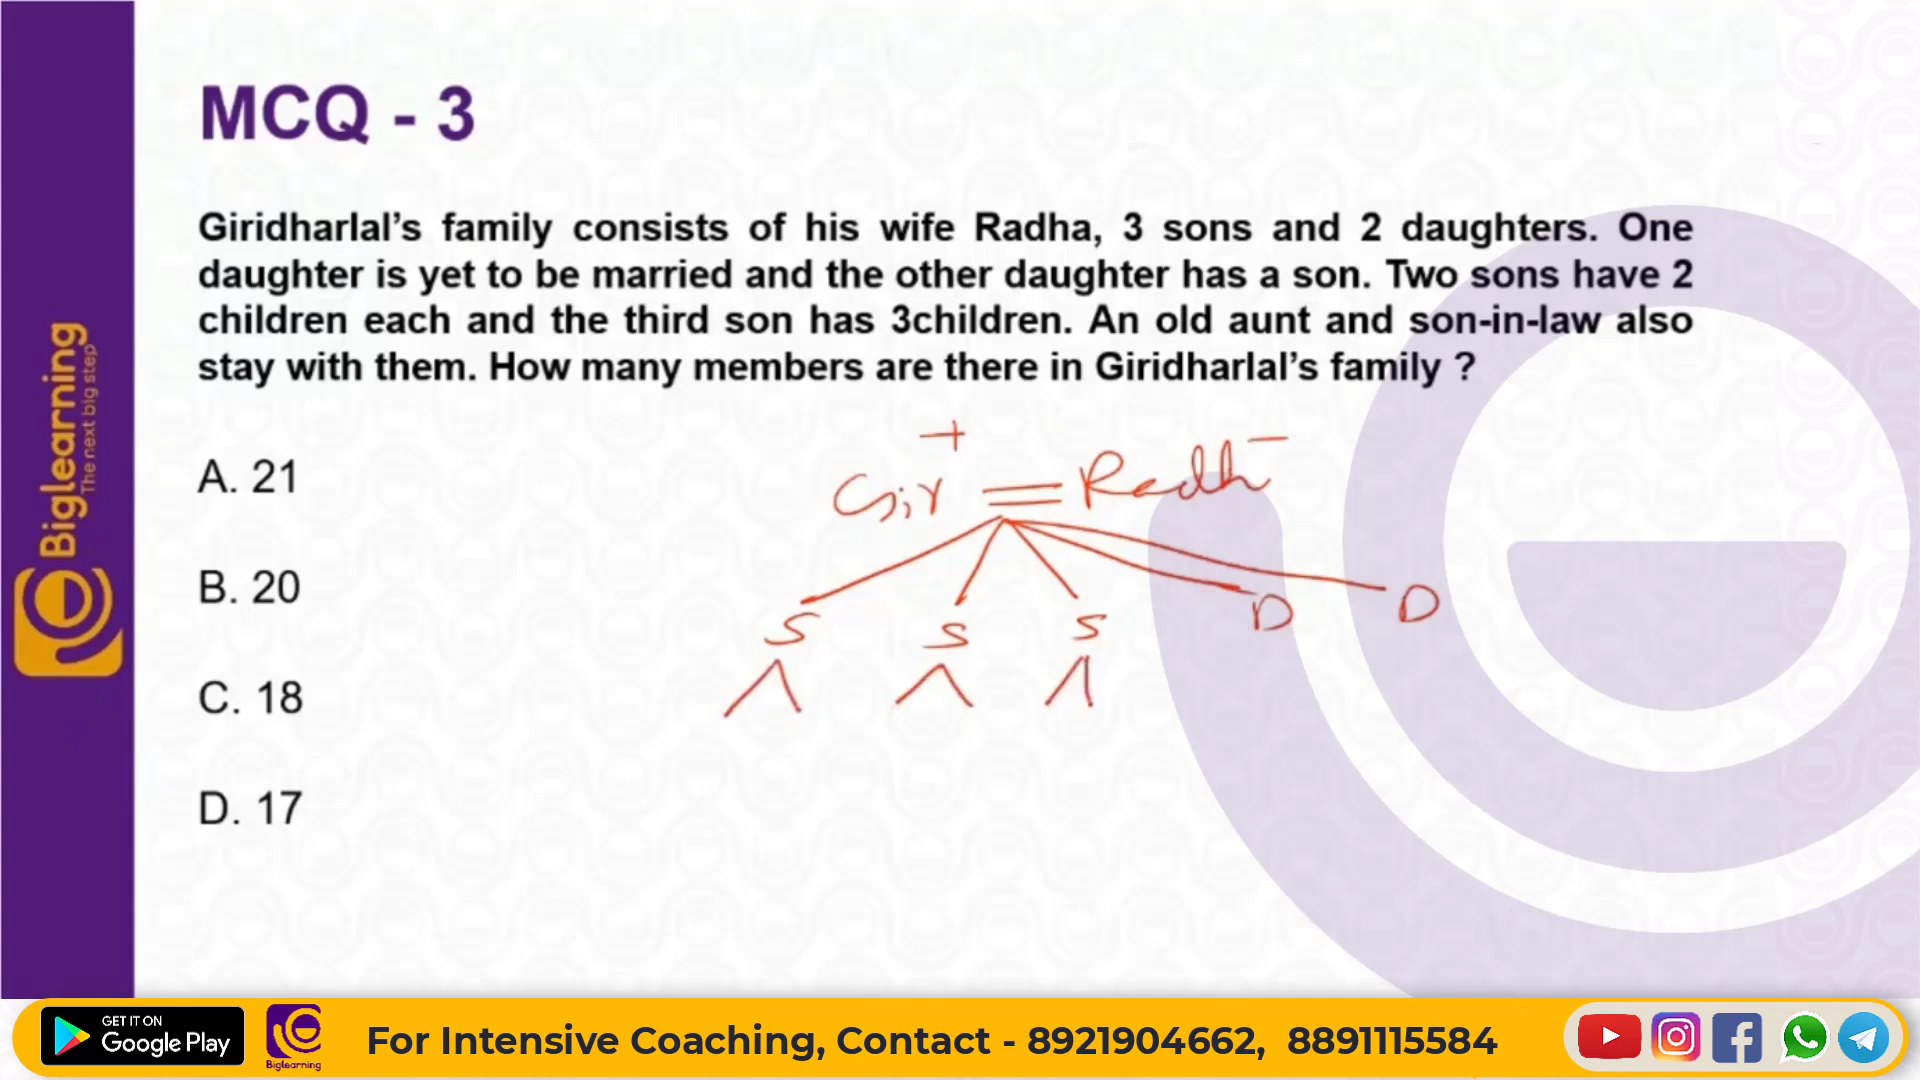 MCQ - 3
Giridharlal’s family consists of his wife Radha, 3 sons and 2 daughters. One
daughter is yet to be married and the other daughter has a son. Two sons have 2
children each and the third son has 3children. An old aunt and son-in-law also
stay with them. How many members are there in Giridharlal’s family ?
A. 21
B. 20
C. 18
D. 17
+ −
Gir = Radh
S S S D D
Biglearning
The next big step
GET IT ON
Google Play
Biglearning
For Intensive Coaching, Contact - 8921904662, 8891115584